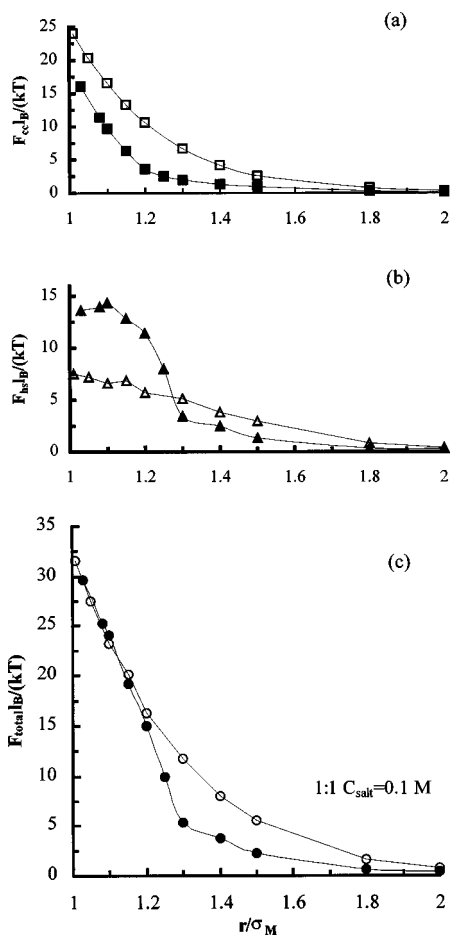 (a)
25
20
15
10
5
0
F_cc l_B/(kT)
1 1.2 1.4 1.6 1.8 2
(b)
15
10
5
0
F_hs l_B/(kT)
1 1.2 1.4 1.6 1.8 2
(c)
35
30
25
20
15
10
5
0
F_total l_B/(kT)
1:1 C_salt=0.1 M
1 1.2 1.4 1.6 1.8 2
r/σ_M